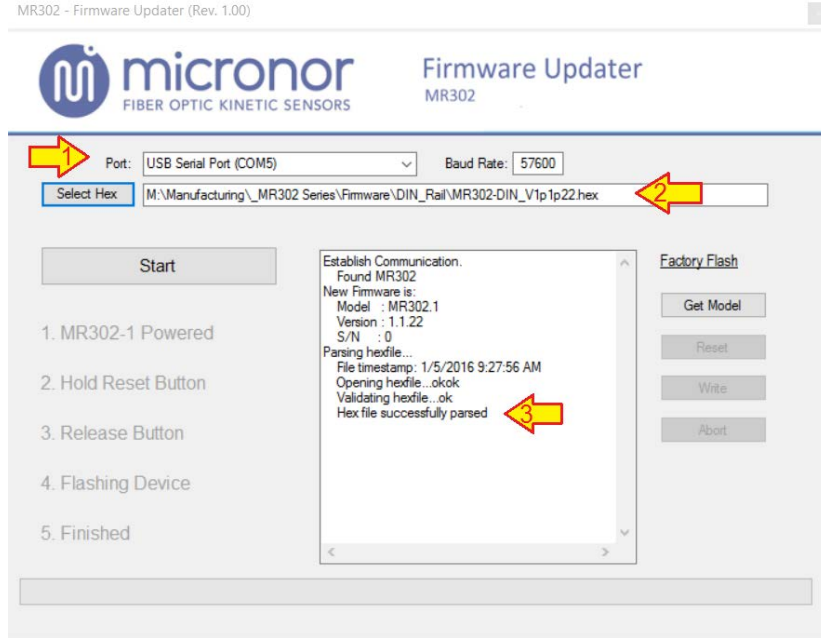 MR302 - Firmware Updater (Rev. 1.00)
micronor
FIBER OPTIC KINETIC SENSORS
Firmware Updater
MR302
1
Port: USB Serial Port (COM5) Baud Rate: 57600
Select Hex M:\Manufacturing\_MR302 Series\Firmware\DIN_Rail\MR302-DIN_V1p1p22.hex 2
Start
1. MR302-1 Powered
2. Hold Reset Button
3. Release Button
4. Flashing Device
5. Finished
Establish Communication.
Found MR302
New Firmware is:
Model : MR302.1
Version : 1.1.22
S/N : 0
Parsing hexfile...
File timestamp: 1/5/2016 9:27:56 AM
Opening hexfile...okok
Validating hexfile...ok
Hex file successfully parsed 3
Factory Flash
Get Model
Reset
Write
Abort